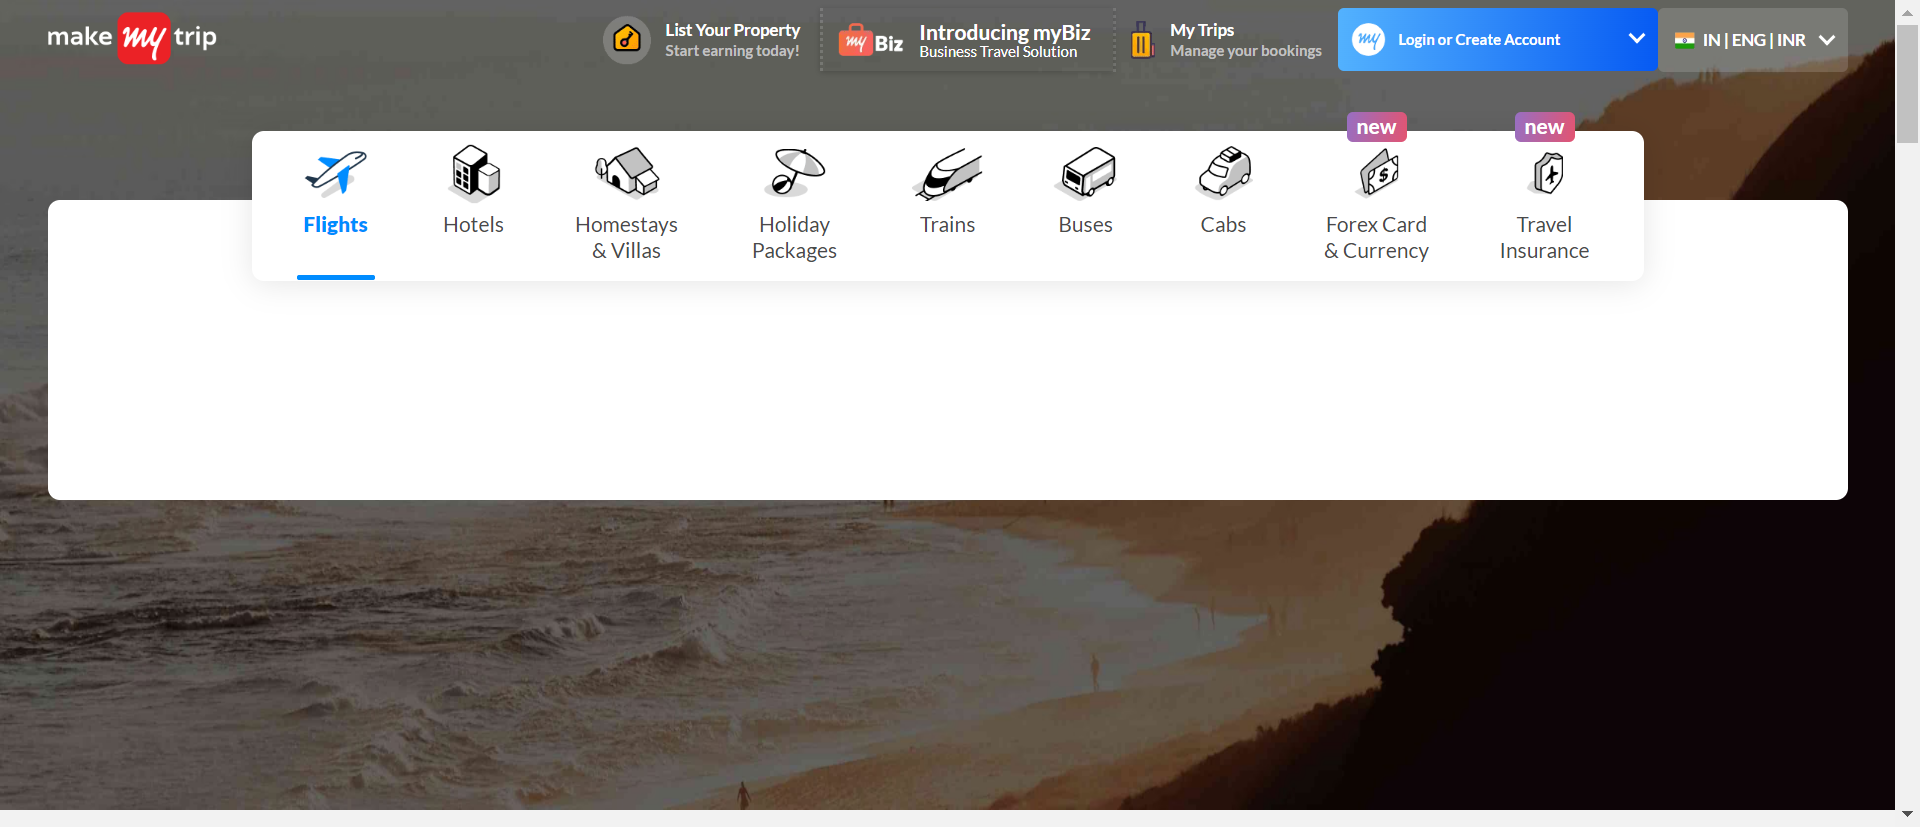 make my trip
List Your Property
Start earning today!
my Biz
Introducing myBiz
Business Travel Solution
My Trips
Manage your bookings
my
Login or Create Account
IN | ENG | INR
new
new
Flights
Hotels
Homestays
& Villas
Holiday
Packages
Trains
Buses
Cabs
Forex Card
& Currency
Travel
Insurance